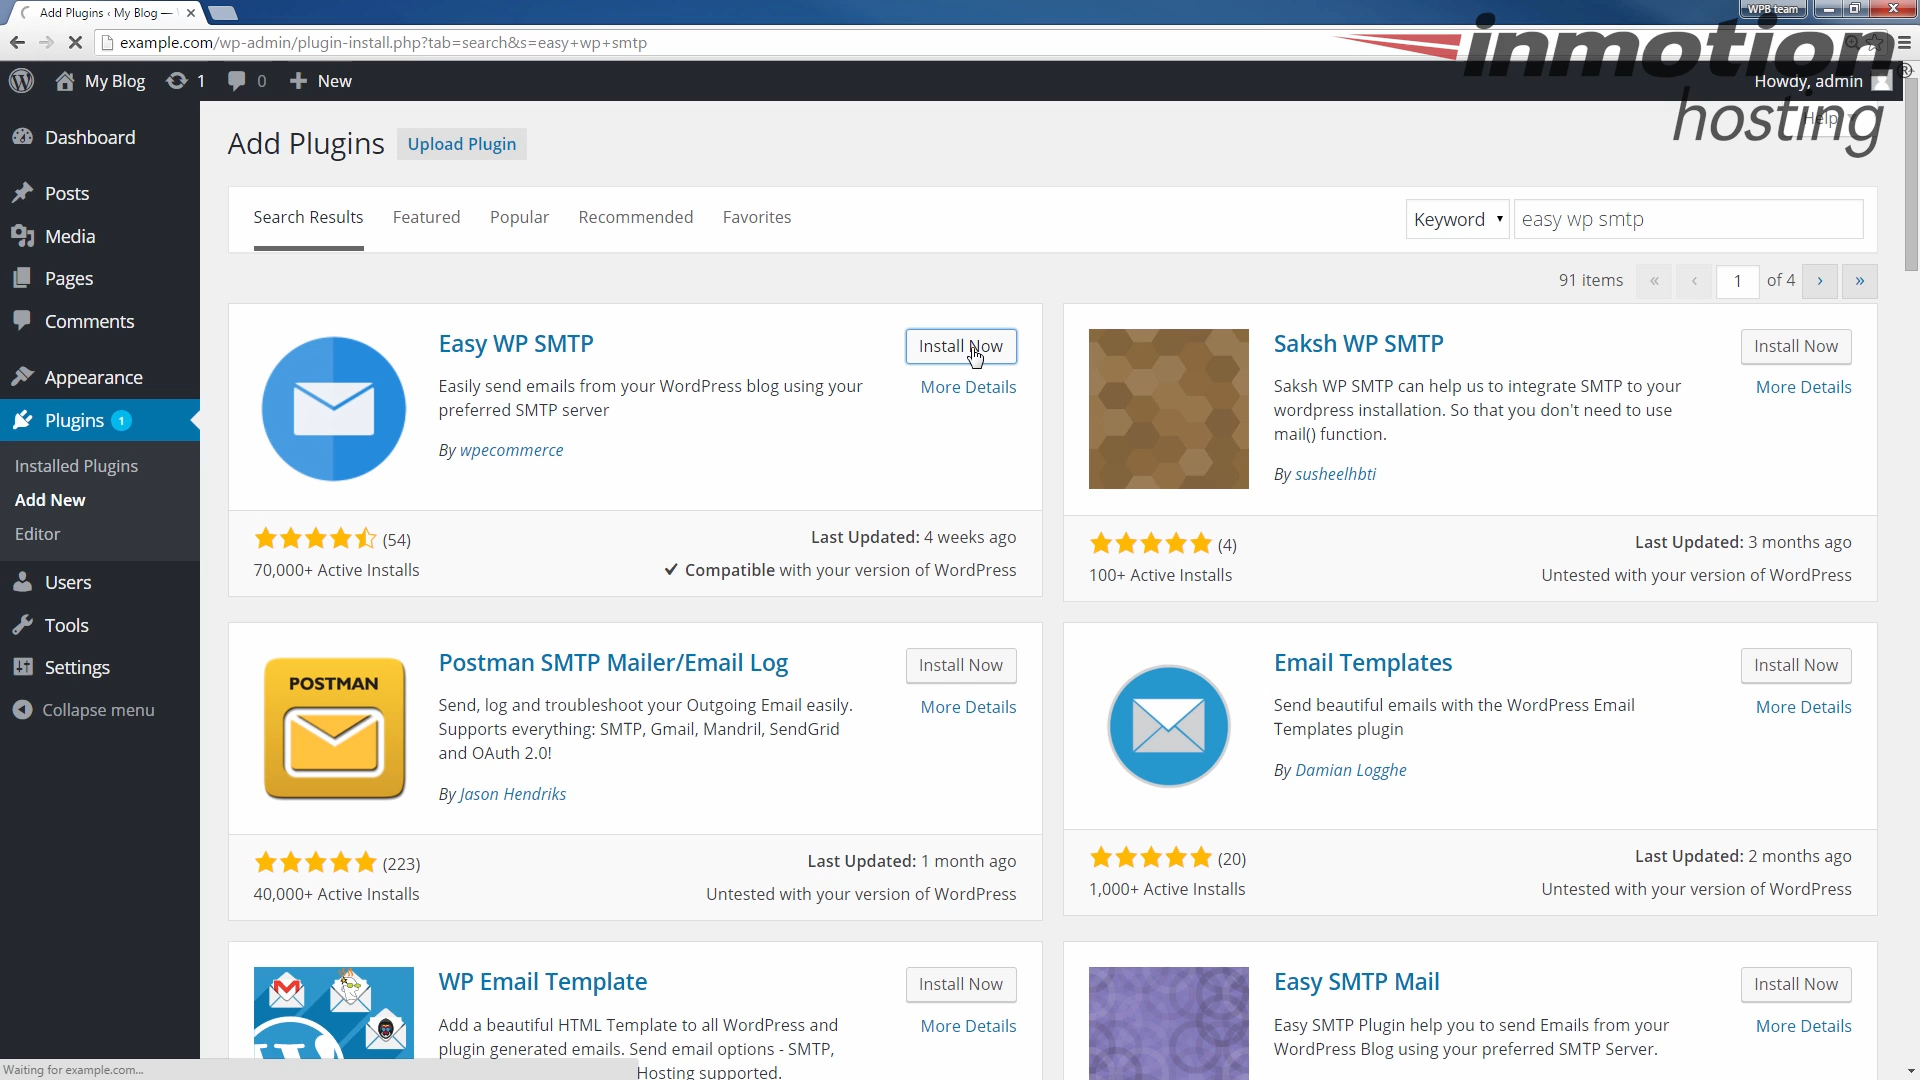 Add Plugins ‹ My Blog —
WPB team
example.com/wp-admin/plugin-install.php?tab=search&s=easy+wp+smtp
inmotion
®
hosting
My Blog
1
0
New
Howdy, admin
Help
Dashboard
Posts
Media
Pages
Comments
Appearance
Plugins 1
Installed Plugins
Add New
Editor
Users
Tools
Settings
Collapse menu
Add Plugins
Upload Plugin
Search Results
Featured
Popular
Recommended
Favorites
Keyword
easy wp smtp
91 items « ‹ 1 of 4 › »
Easy WP SMTP
Install Now
More Details
Easily send emails from your WordPress blog using your
preferred SMTP server
By wpecommerce
(54)
Last Updated: 4 weeks ago
70,000+ Active Installs
✔ Compatible with your version of WordPress
Saksh WP SMTP
Install Now
More Details
Saksh WP SMTP can help us to integrate SMTP to your
wordpress installation. So that you don't need to use
mail() function.
By susheelhbti
(4)
Last Updated: 3 months ago
100+ Active Installs
Untested with your version of WordPress
POSTMAN
Postman SMTP Mailer/Email Log
Install Now
More Details
Send, log and troubleshoot your Outgoing Email easily.
Supports everything: SMTP, Gmail, Mandril, SendGrid
and OAuth 2.0!
By Jason Hendriks
(223)
Last Updated: 1 month ago
40,000+ Active Installs
Untested with your version of WordPress
Email Templates
Install Now
More Details
Send beautiful emails with the WordPress Email
Templates plugin
By Damian Logghe
(20)
Last Updated: 2 months ago
1,000+ Active Installs
Untested with your version of WordPress
WP Email Template
Install Now
More Details
Add a beautiful HTML Template to all WordPress and
plugin generated emails. Send email options - SMTP,
Hosting supported.
Easy SMTP Mail
Install Now
More Details
Easy SMTP Plugin help you to send Emails from your
WordPress Blog using your preferred SMTP Server.
Waiting for example.com...